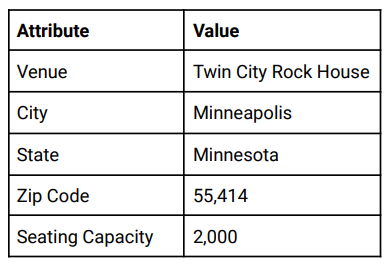 Attribute Value
Venue Twin City Rock House
City Minneapolis
State Minnesota
Zip Code 55,414
Seating Capacity 2,000